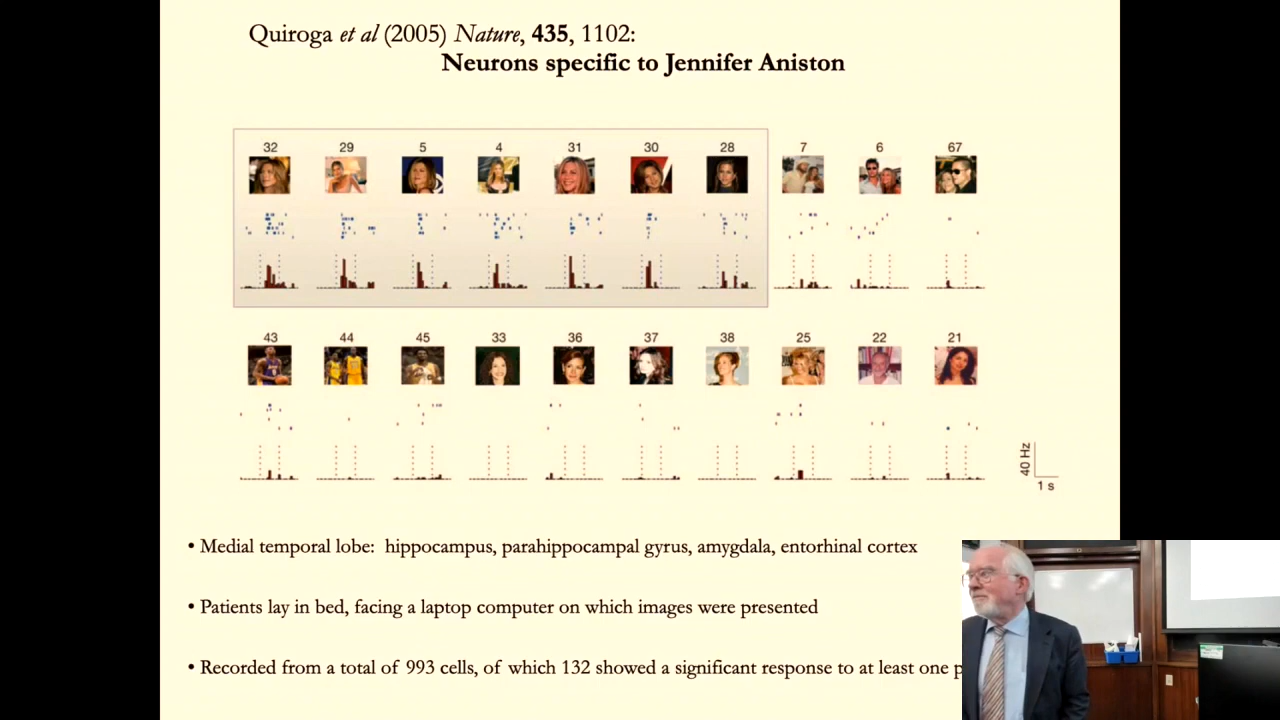 Quiroga et al (2005) Nature, 435, 1102:
Neurons specific to Jennifer Aniston
32 29 5 4 31 30 28 7 6 67
43 44 45 33 36 37 38 25 22 21
40 Hz
1 s
• Medial temporal lobe: hippocampus, parahippocampal gyrus, amygdala, entorhinal cortex
• Patients lay in bed, facing a laptop computer on which images were presented
• Recorded from a total of 993 cells, of which 132 showed a significant response to at least one p